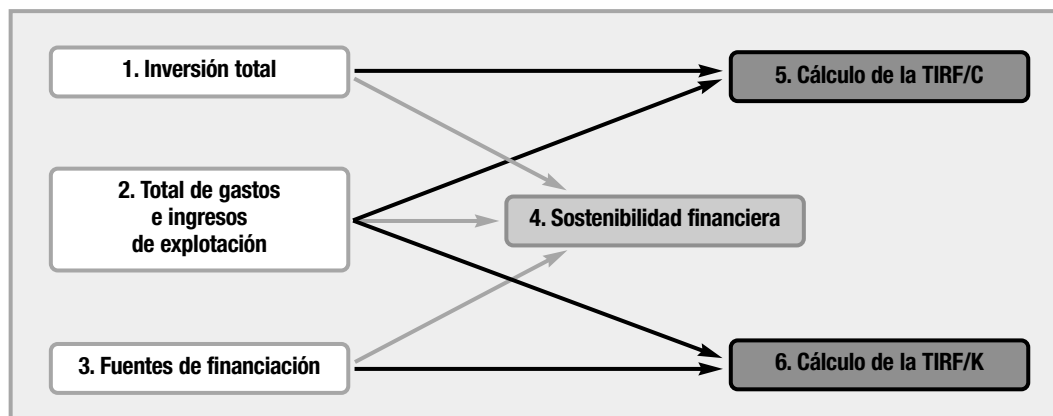 1. Inversión total
5. Cálculo de la TIRF/C
2. Total de gastos
e ingresos
de explotación
4. Sostenibilidad financiera
3. Fuentes de financiación
6. Cálculo de la TIRF/K